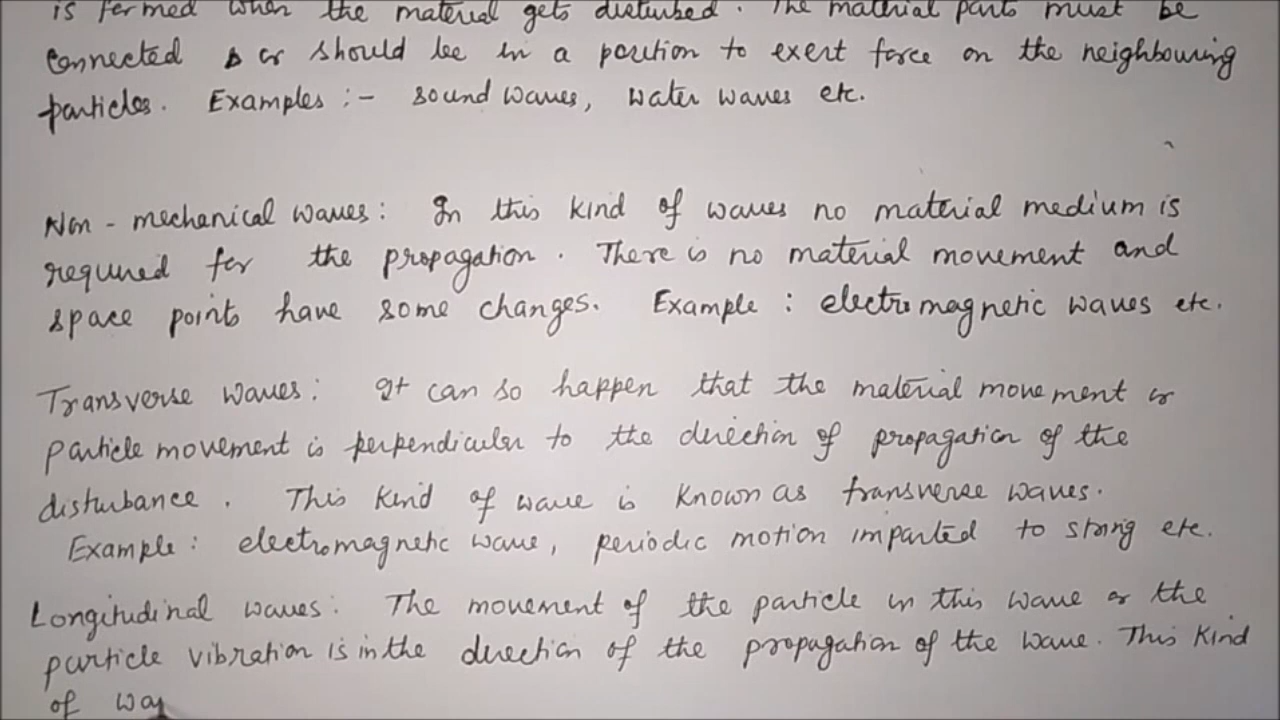 is formed when the material gets disturbed. The material parts must be
connected or should be in a position to exert force on the neighbouring
particles. Examples :- sound waves, water waves etc.
Non-mechanical waves: In this kind of waves no material medium is
required for the propagation. There is no material movement and
space points have some changes. Example : electromagnetic waves etc.
Transverse waves: It can so happen that the material movement or
particle movement is perpendicular to the direction of propagation of the
disturbance. This kind of wave is known as transverse waves.
Example: electromagnetic wave, periodic motion imparted to string etc.
Longitudinal waves: The movement of the particle in this wave or the
particle vibration is in the direction of the propagation of the wave. This kind
of wav